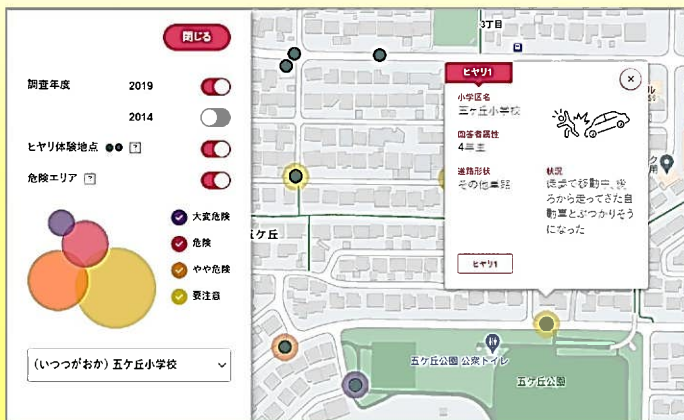 閉じる
調査年度 2019
2014
ヒヤリ体験地点 ?
危険エリア ?
大変危険
危険
やや危険
要注意
(いつつがおか) 五ケ丘小学校
3丁目
ヒヤリ1
小学区名
五ケ丘小学校
回答者属性
4年生
道路形状
その他単路
状況
徒歩で移動中、後
ろから走ってきた自
動車とぶつかりそう
になった
ヒヤリ1
五ケ丘公園 公衆トイレ
五ケ丘公園